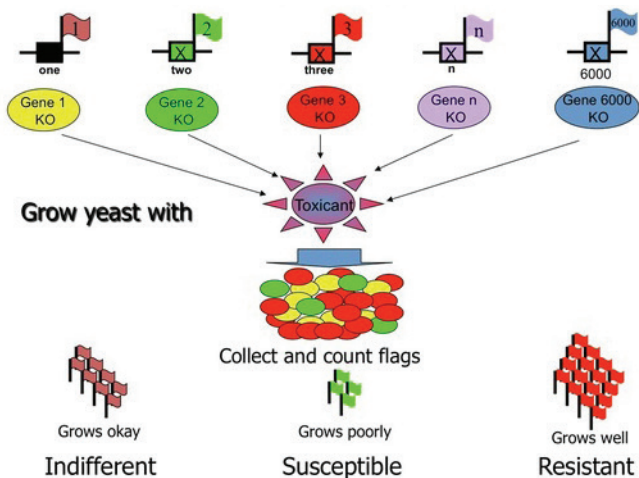 1
2
3
n
6000
one
two
three
n
6000
X
X
X
X
Gene 1
KO
Gene 2
KO
Gene 3
KO
Gene n
KO
Gene 6000
KO
Grow yeast with
Toxicant
Collect and count flags
Grows okay
Grows poorly
Grows well
Indifferent
Susceptible
Resistant